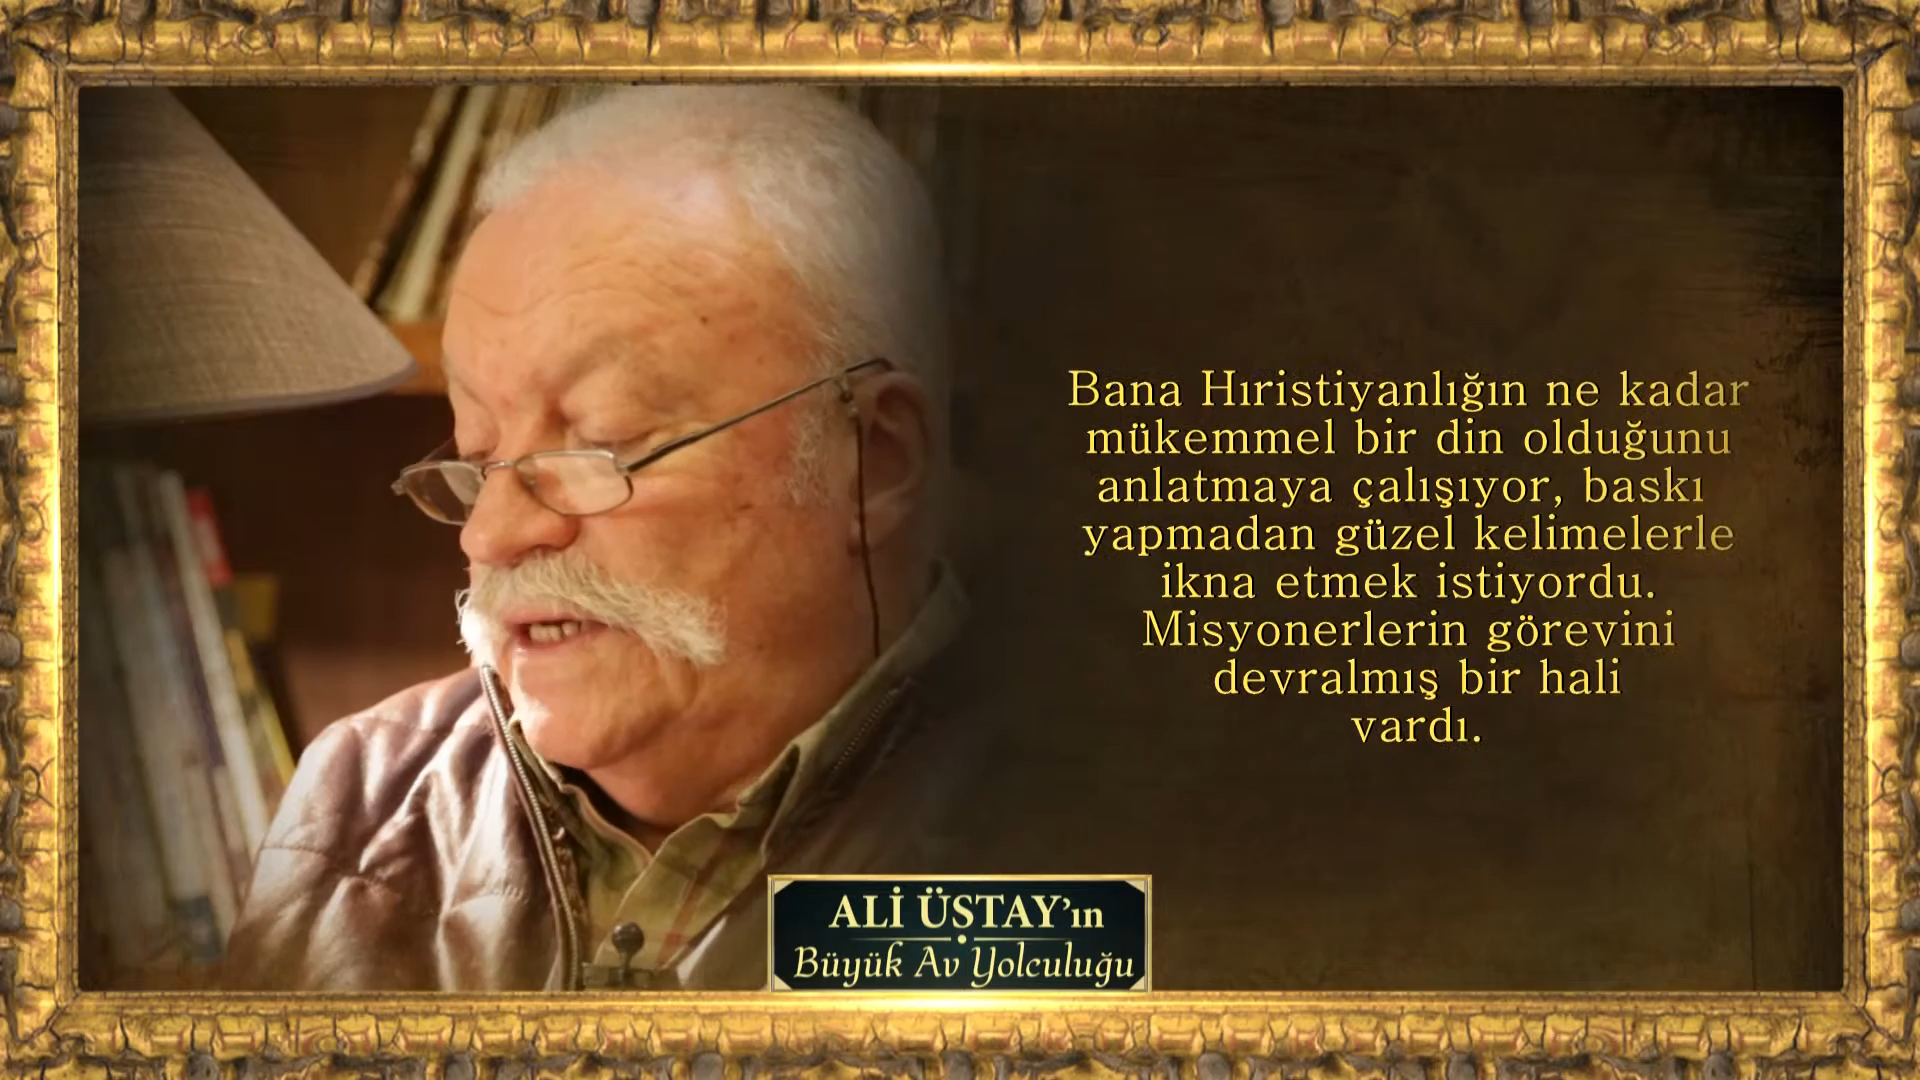 Bana Hıristiyanlığın ne kadar
mükemmel bir din olduğunu
anlatmaya çalışıyor, baskı
yapmadan güzel kelimelerle
ikna etmek istiyordu.
Misyonerlerin görevini
devralmış bir hali
vardı.
ALİ ÜSTAY'ın
Büyük Av Yolculuğu